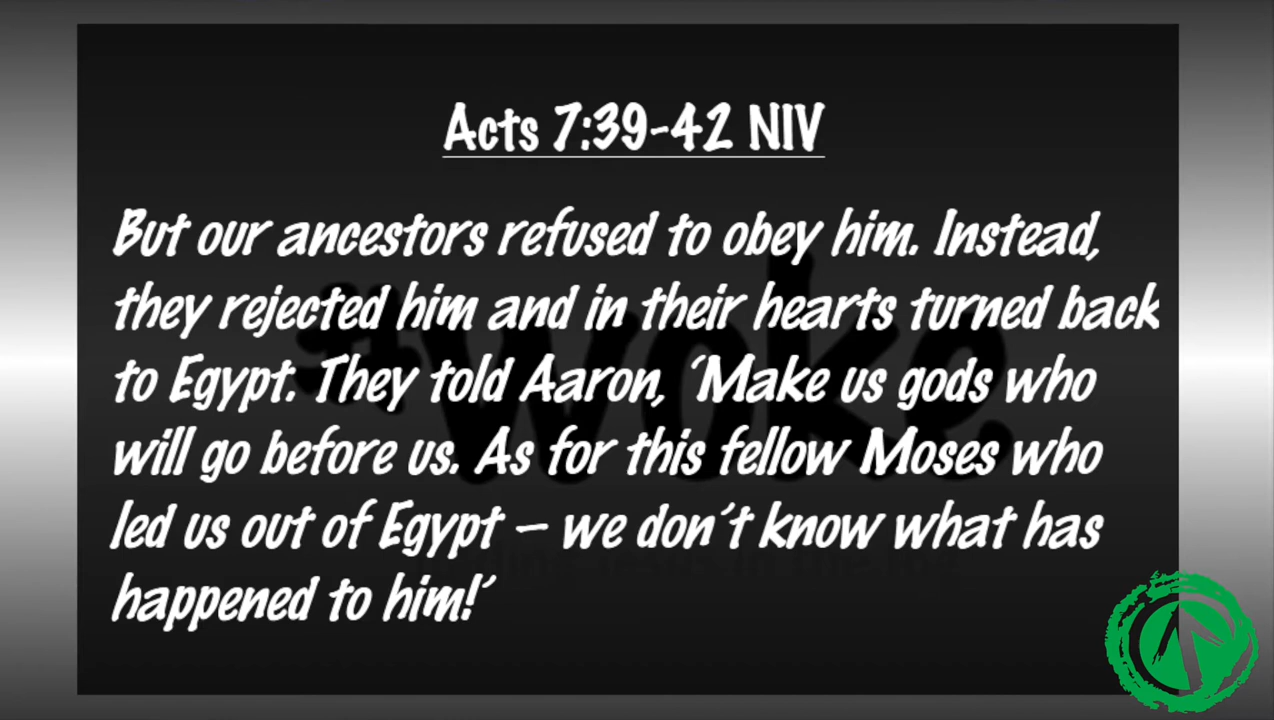 Acts 7:39-42 NIV
But our ancestors refused to obey him. Instead,
they rejected him and in their hearts turned back
to Egypt. They told Aaron, ‘Make us gods who
will go before us. As for this fellow Moses who
led us out of Egypt – we don’t know what has
happened to him!’
#woke